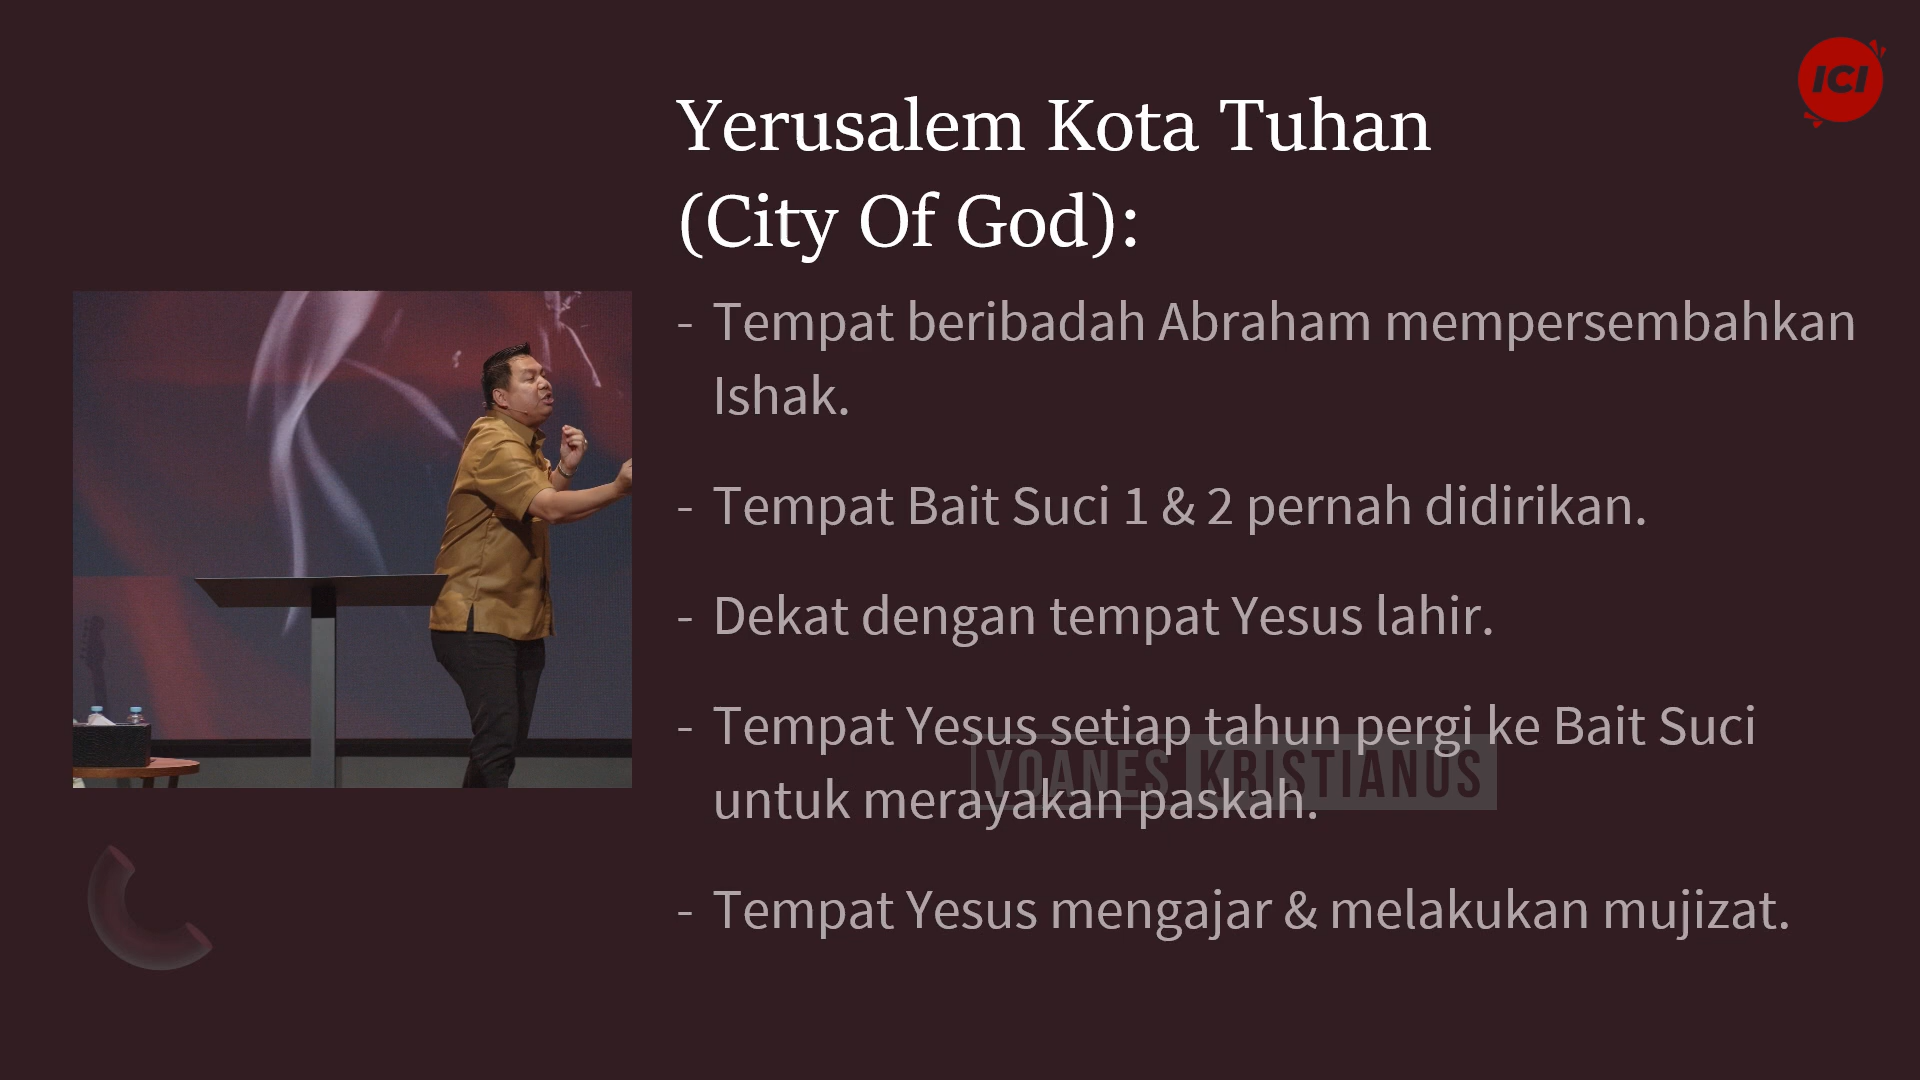 ICI
Yerusalem Kota Tuhan
(City Of God):
- Tempat beribadah Abraham mempersembahkan
Ishak.
- Tempat Bait Suci 1 & 2 pernah didirikan.
- Dekat dengan tempat Yesus lahir.
- Tempat Yesus setiap tahun pergi ke Bait Suci
untuk merayakan paskah.
YOANES KRISTIANUS
- Tempat Yesus mengajar & melakukan mujizat.